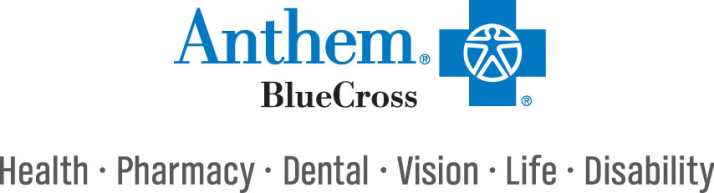 Anthem®
BlueCross ®
Health · Pharmacy · Dental · Vision · Life · Disability